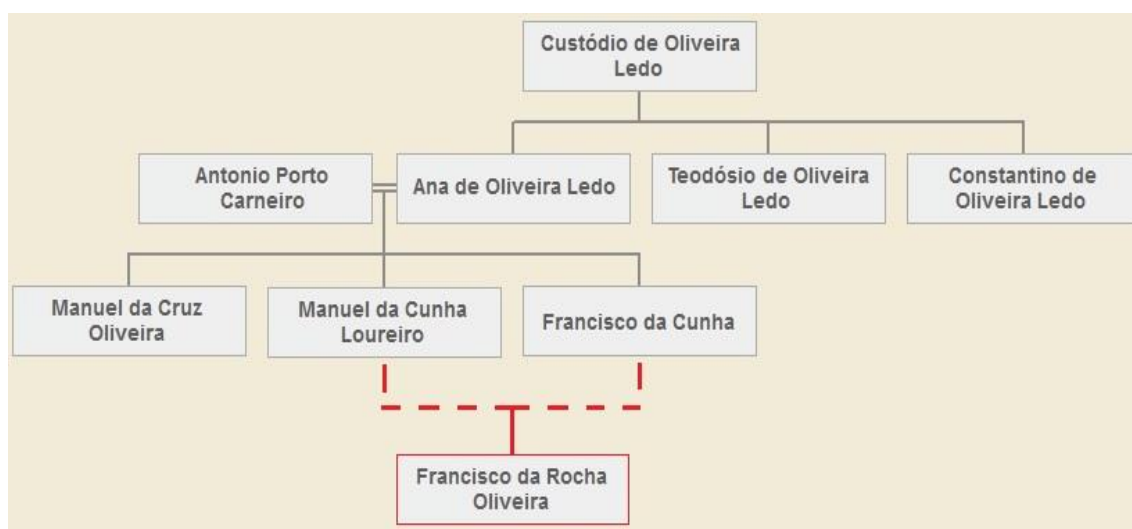 Custódio de Oliveira
Ledo
Antonio Porto
Carneiro
Ana de Oliveira Ledo
Teodósio de Oliveira
Ledo
Constantino de
Oliveira Ledo
Manuel da Cruz
Oliveira
Manuel da Cunha
Loureiro
Francisco da Cunha
Francisco da Rocha
Oliveira